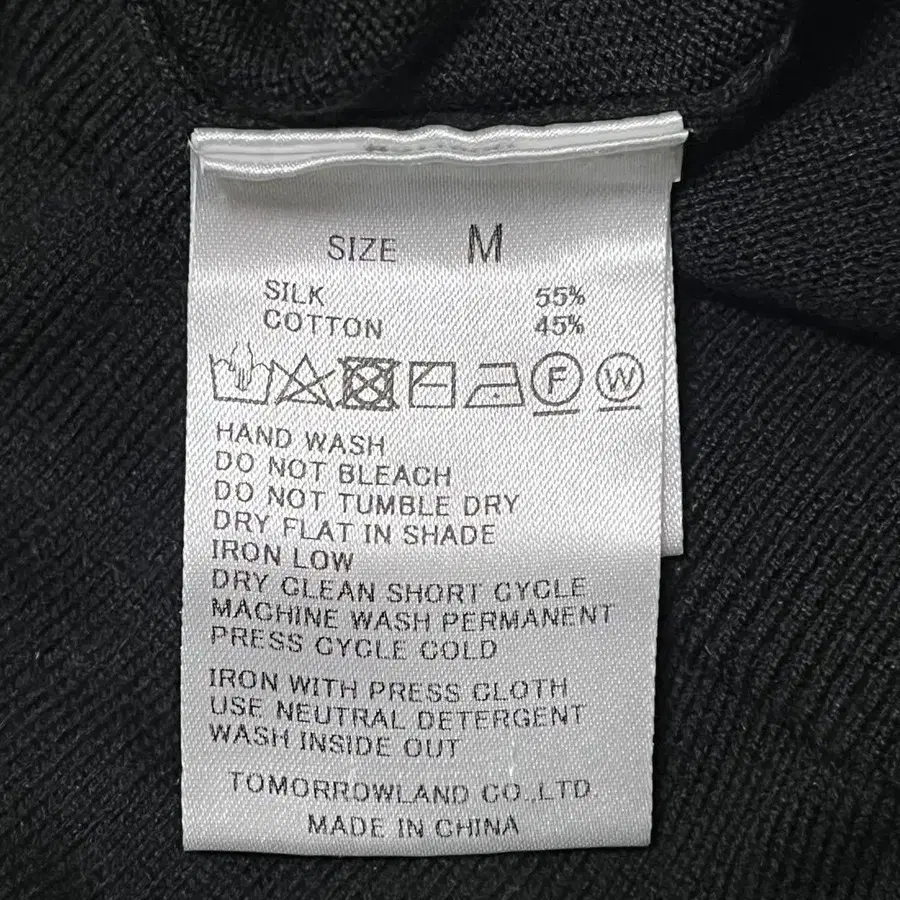 SIZE M
SILK 55%
COTTON 45%
F W
HAND WASH
DO NOT BLEACH
DO NOT TUMBLE DRY
DRY FLAT IN SHADE
IRON LOW
DRY CLEAN SHORT CYCLE
MACHINE WASH PERMANENT
PRESS CYCLE COLD
IRON WITH PRESS CLOTH
USE NEUTRAL DETERGENT
WASH INSIDE OUT
TOMORROWLAND CO.,LTD
MADE IN CHINA